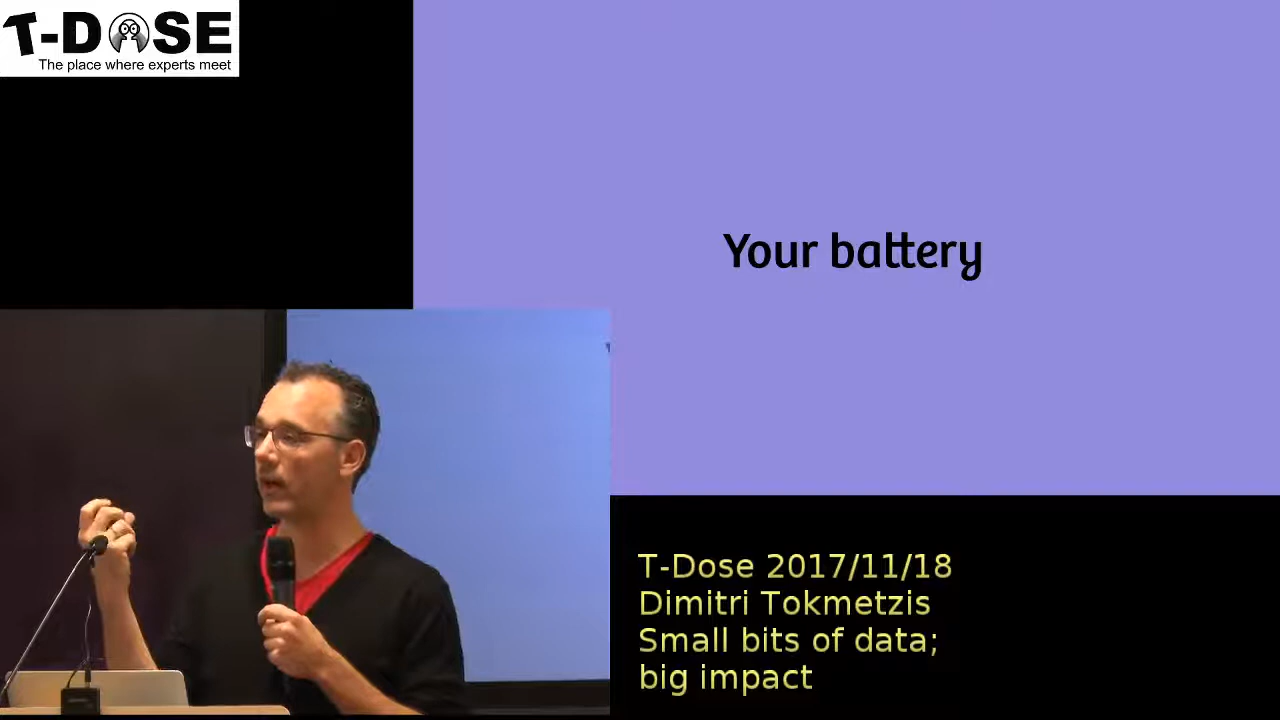 T-DOSE
The place where experts meet
Your battery
T-Dose 2017/11/18
Dimitri Tokmetzis
Small bits of data;
big impact